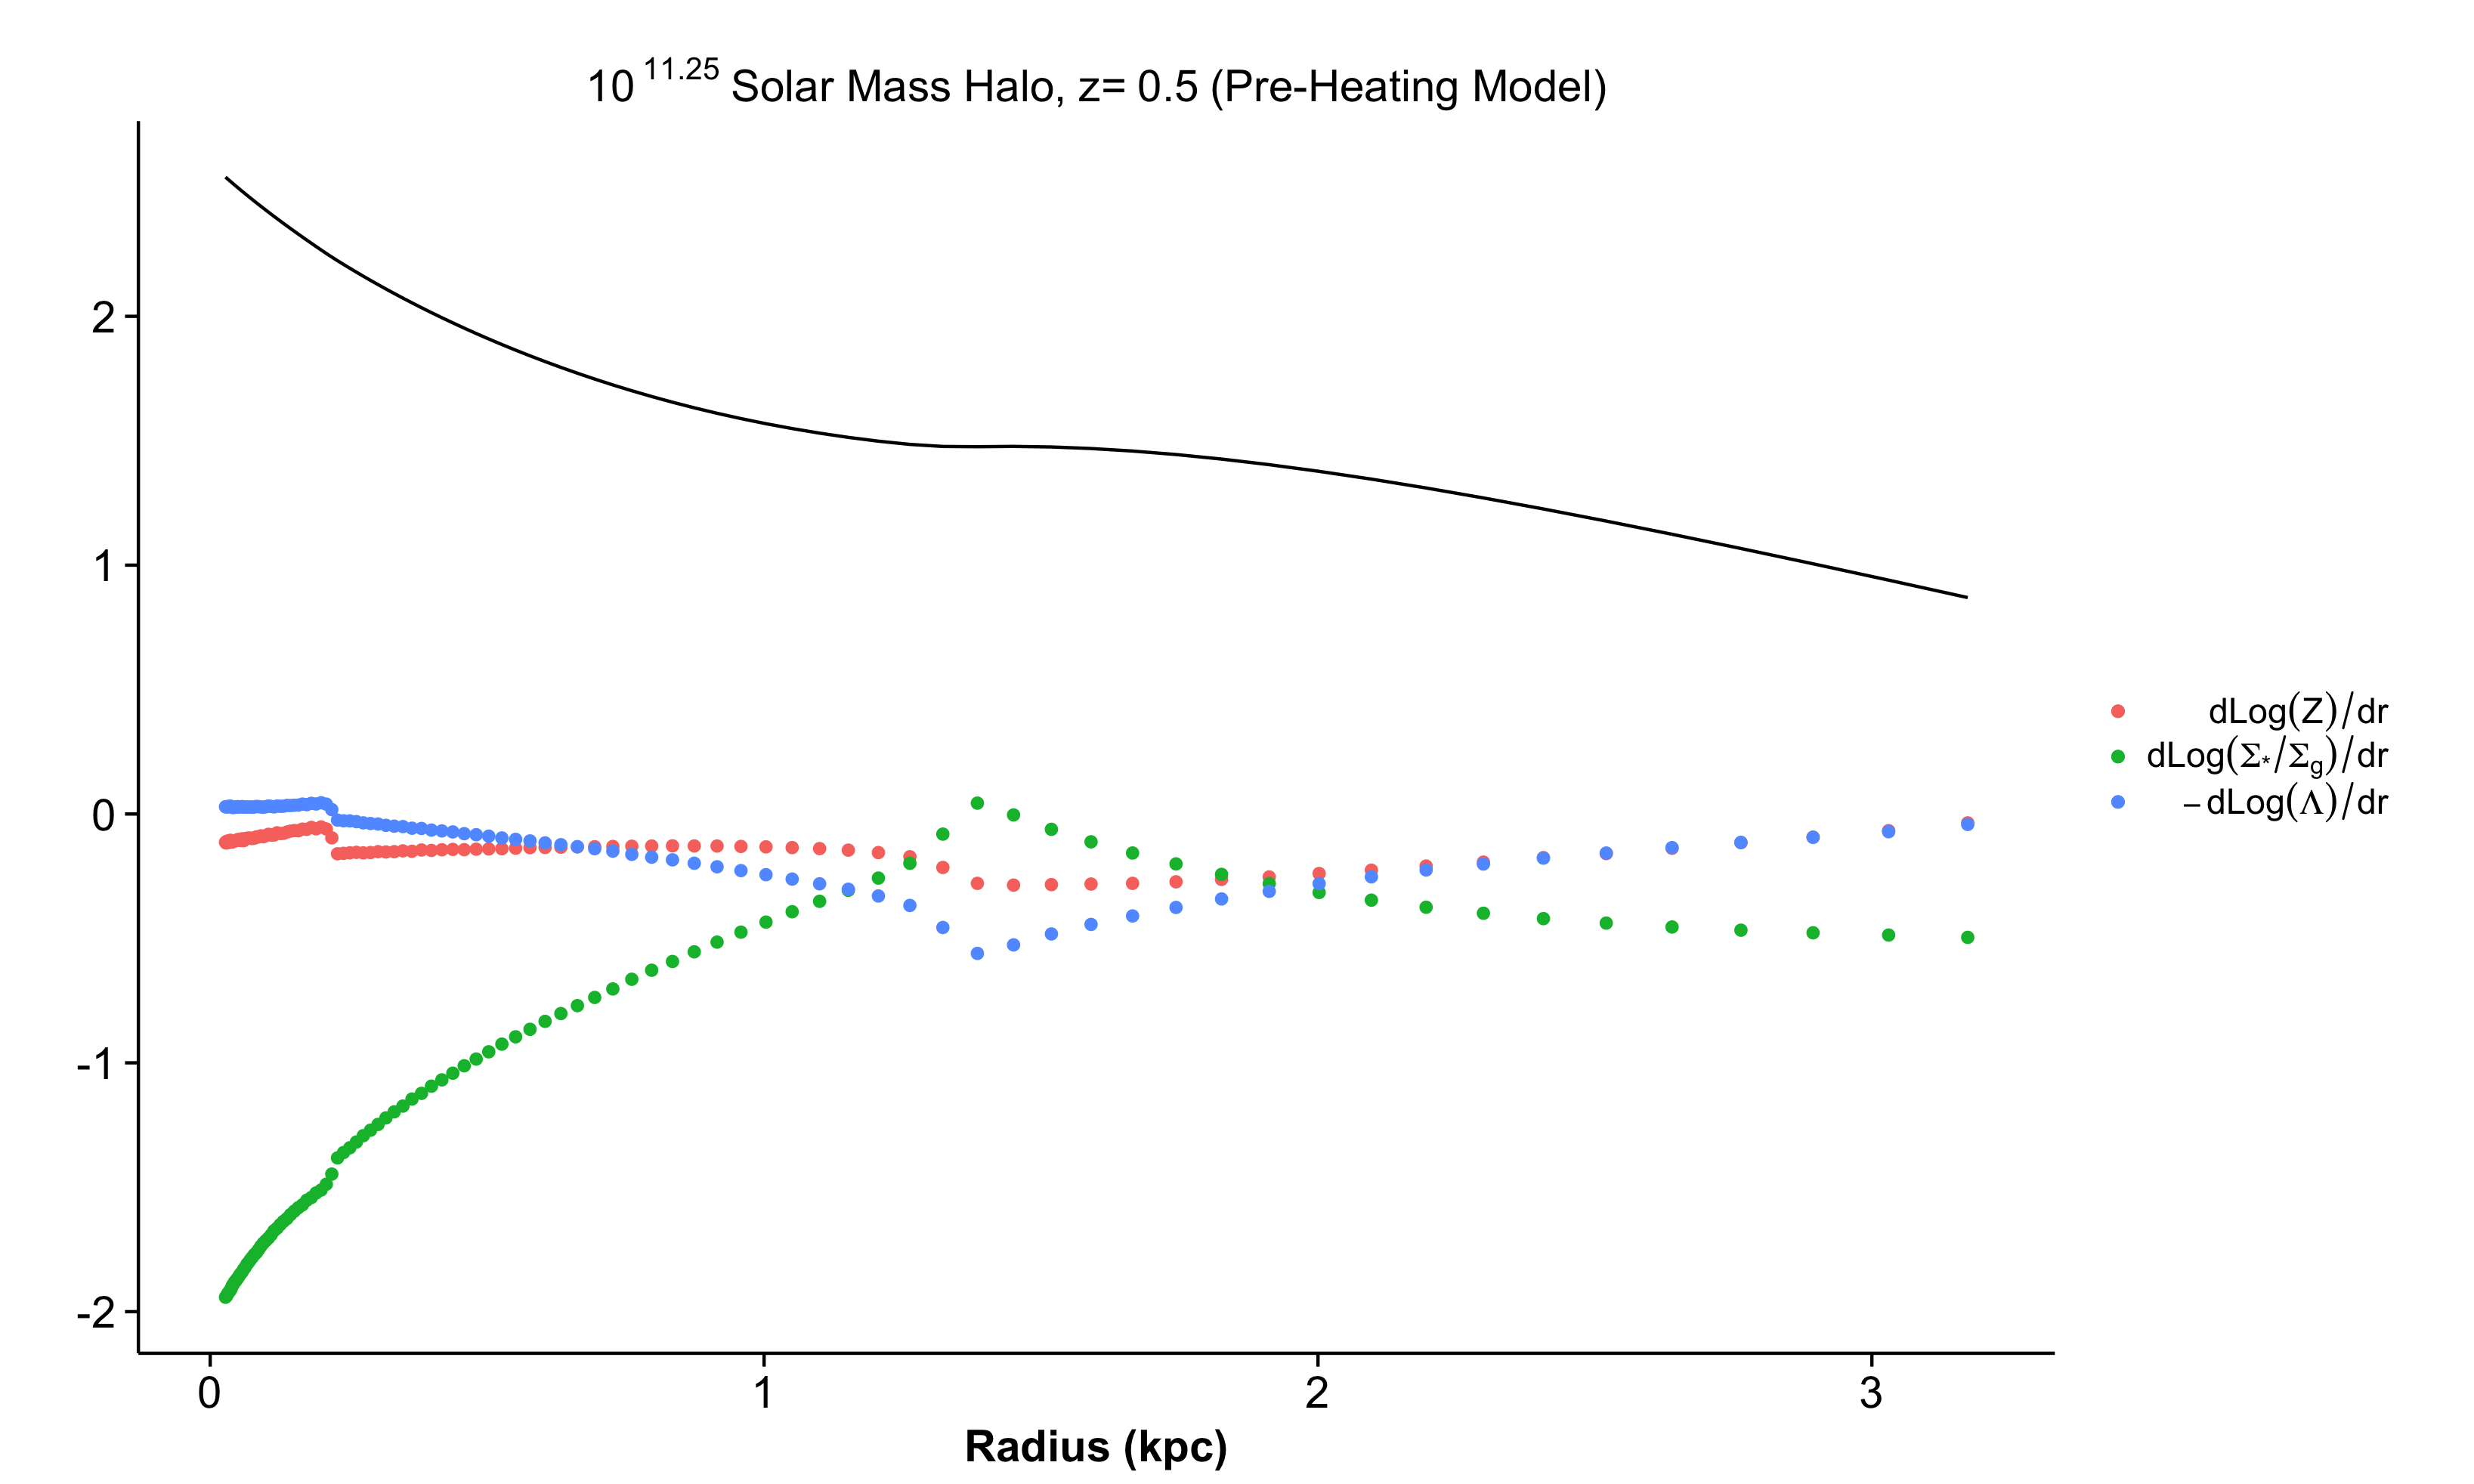 10^11.25 Solar Mass Halo, z= 0.5 (Pre-Heating Model)
2
1
0
-1
-2
0 1 2 3
Radius (kpc)
dLog(Z)/dr
dLog(Σ*/Σg)/dr
−dLog(Λ)/dr